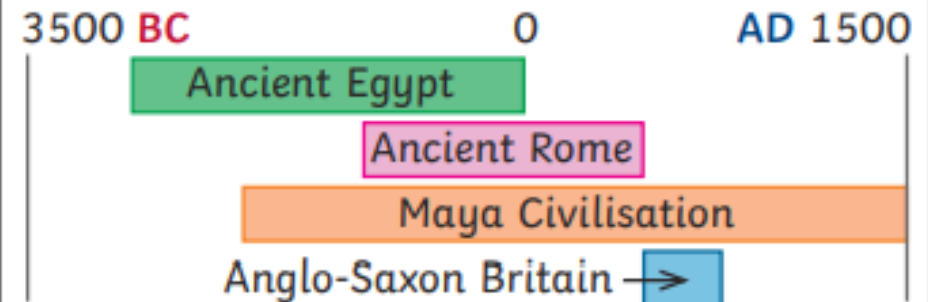 3500 BC 0 AD 1500
Ancient Egypt
Ancient Rome
Maya Civilisation
Anglo-Saxon Britain